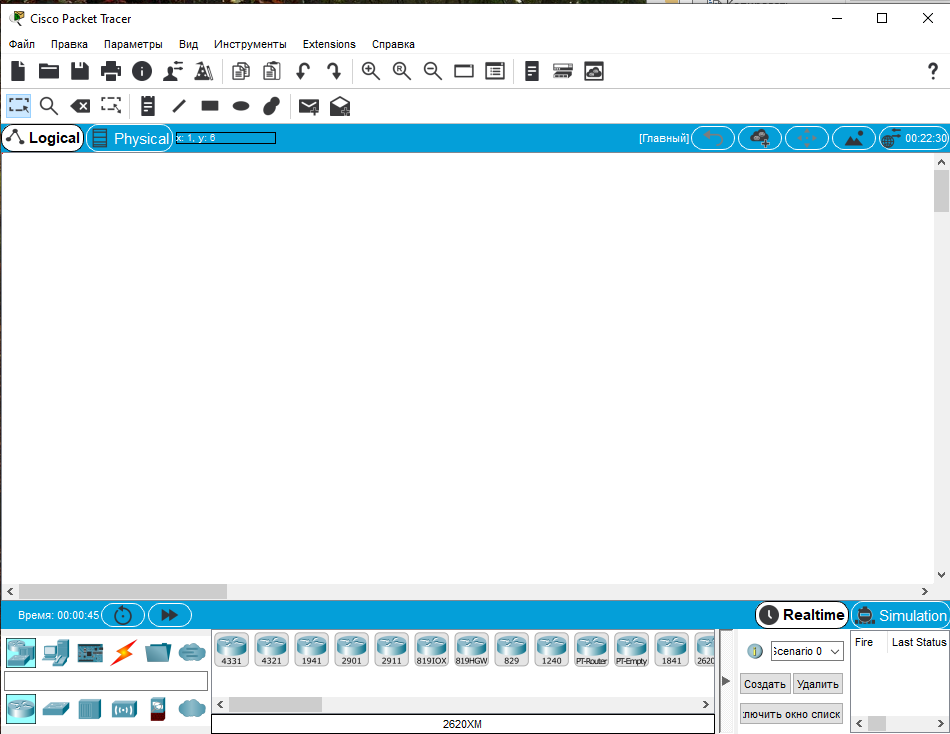 Cisco Packet Tracer
Файл Правка Параметры Вид Инструменты Extensions Справка
Logical Physical x: 1, y: 6 [Главный] 00:22:30
Время: 00:00:45 Realtime Simulation
4331 4321 1941 2901 2911 819IOX 819HGW 829 1240 PT-Router PT-Empty 1841 2620
Scenario 0 Fire Last Status
Создать Удалить
лючить окно списк
2620XM